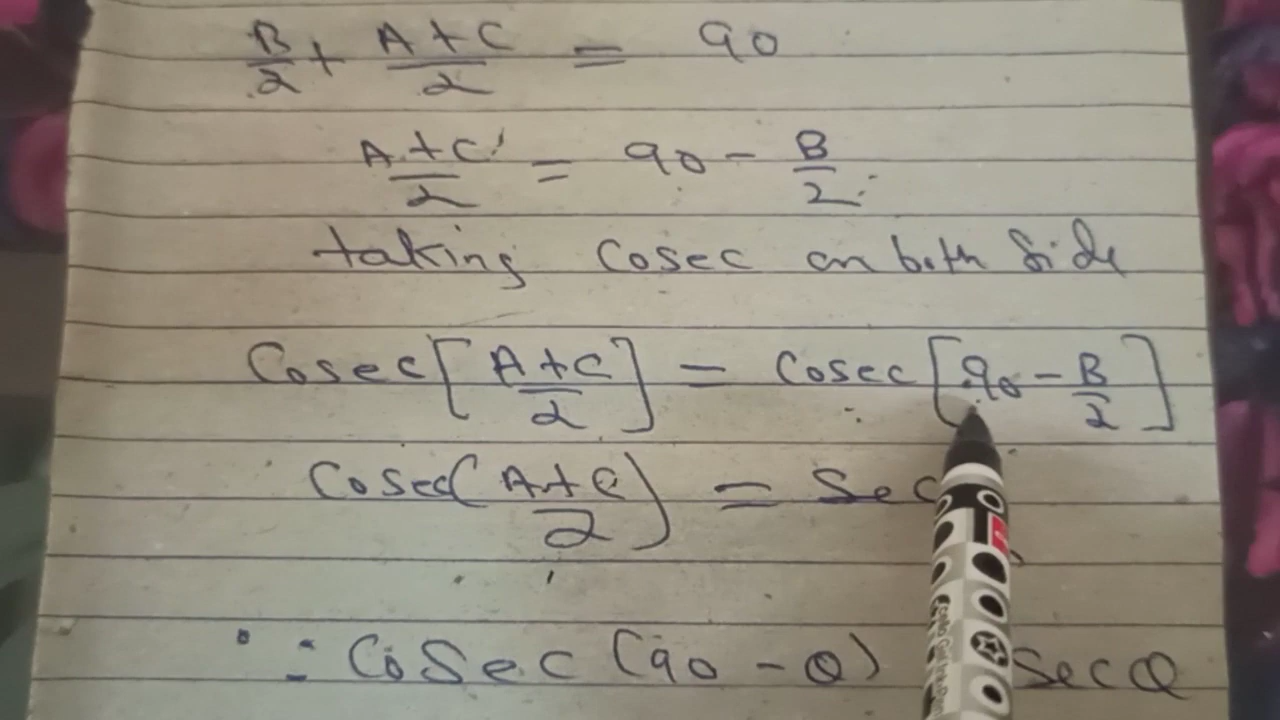 B/2 + A+C/2 = 90
A+C/2 = 90 - B/2
taking Cosec on both Side
Cosec[A+C/2] = Cosec[90 - B/2]
Cosec(A+C/2) = Sec
∵ CoSec (90 - θ) Sec θ